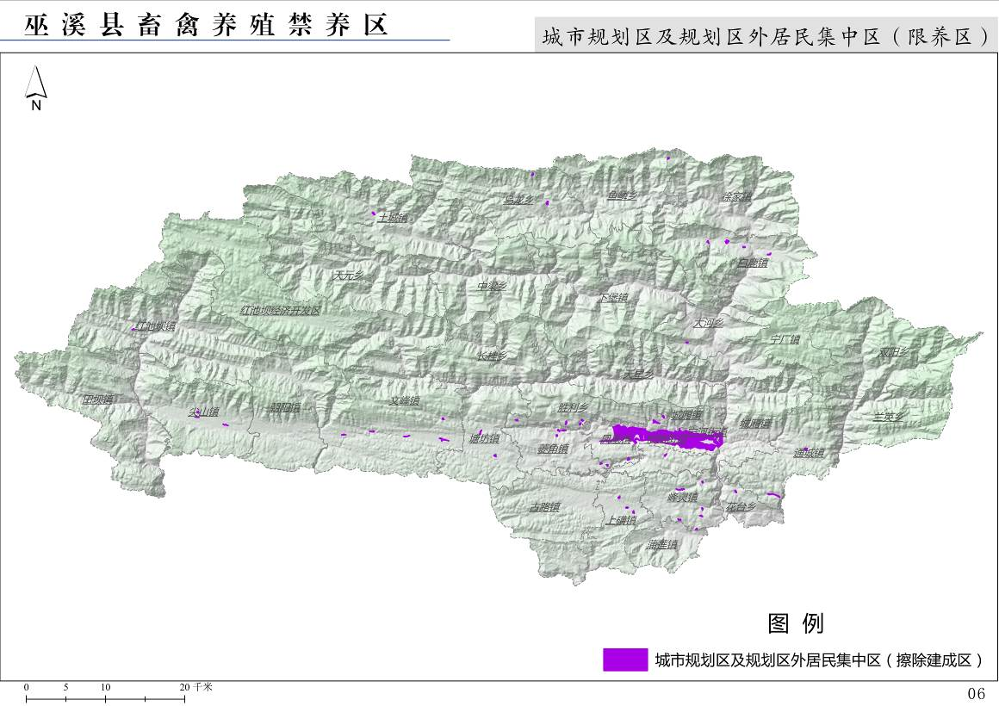 巫溪县畜禽养殖禁养区
城市规划区及规划区外居民集中区（限养区）
N
乌龙乡
鱼鳞乡
徐家镇
土城镇
白鹿镇
天元乡
中梁乡
下堡镇
红池坝经济开发区
大河乡
红池坝镇
宁厂镇
双阳乡
长桂乡
天星乡
田坝镇
文峰镇
朝阳镇
尖山镇
胜利乡
城厢镇
兰英乡
城厢镇
塘坊镇
菱角镇
通城镇
峰灵镇
古路镇
花台乡
上磺镇
蒲莲镇
图 例
城市规划区及规划区外居民集中区（擦除建成区）
0 5 10 20 千米
06